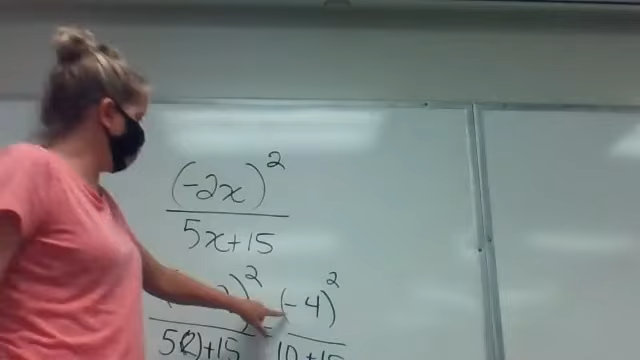 (-2x)²
5x+15
)² = (-4)²
5(2)+15 10+15